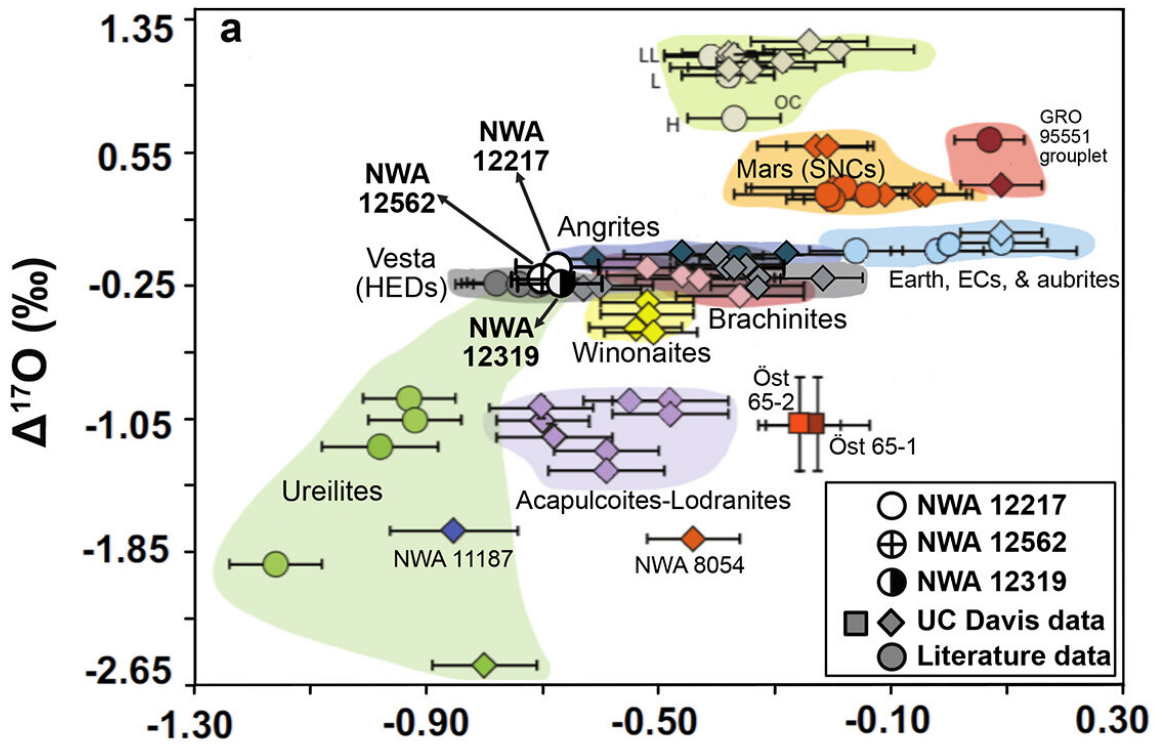 a
1.35
0.55
-0.25
-1.05
-1.85
-2.65
Δ¹⁷O (‰)
-1.30
-0.90
-0.50
-0.10
0.30
LL
L
H
OC
GRO
95551
grouplet
Mars (SNCs)
NWA
12217
NWA
12562
Angrites
Vesta
(HEDs)
Earth, ECs, & aubrites
NWA
12319
Brachinites
Winonaites
Öst
65-2
Öst 65-1
Ureilites
Acapulcoites-Lodranites
NWA 11187
NWA 8054
NWA 12217
NWA 12562
NWA 12319
UC Davis data
Literature data